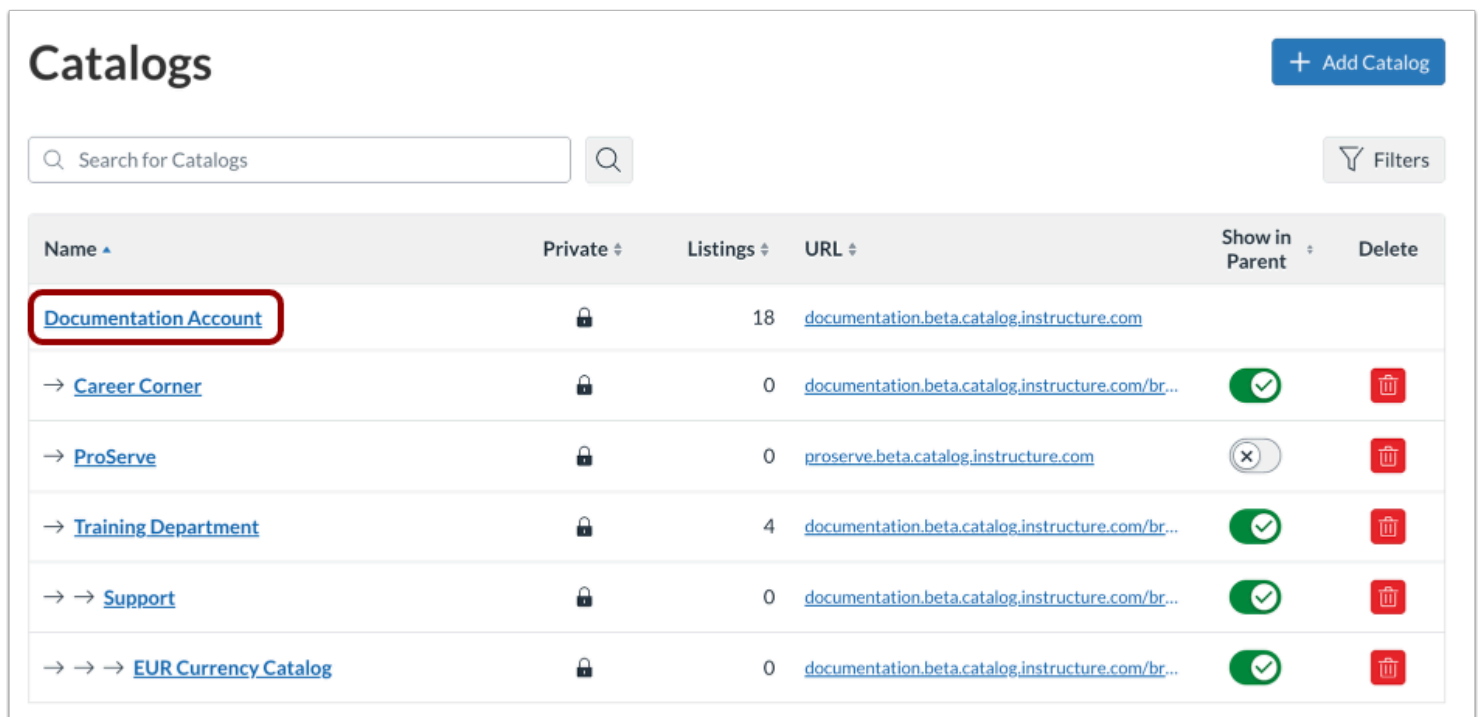 Catalogs
+ Add Catalog
Search for Catalogs
Filters
Name Private Listings URL Show in Parent Delete
Documentation Account 18 documentation.beta.catalog.instructure.com
→ Career Corner 0 documentation.beta.catalog.instructure.com/br...
→ ProServe 0 proserve.beta.catalog.instructure.com
→ Training Department 4 documentation.beta.catalog.instructure.com/br...
→ → Support 0 documentation.beta.catalog.instructure.com/br...
→ → → EUR Currency Catalog 0 documentation.beta.catalog.instructure.com/br...